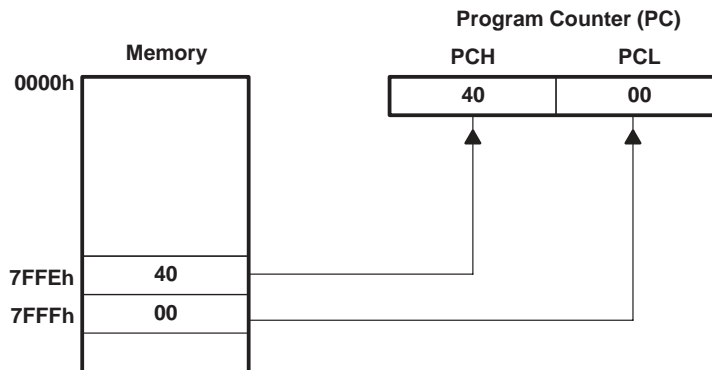 Program Counter (PC)
Memory
PCH PCL
0000h
40 00
7FFEh 40
7FFFh 00